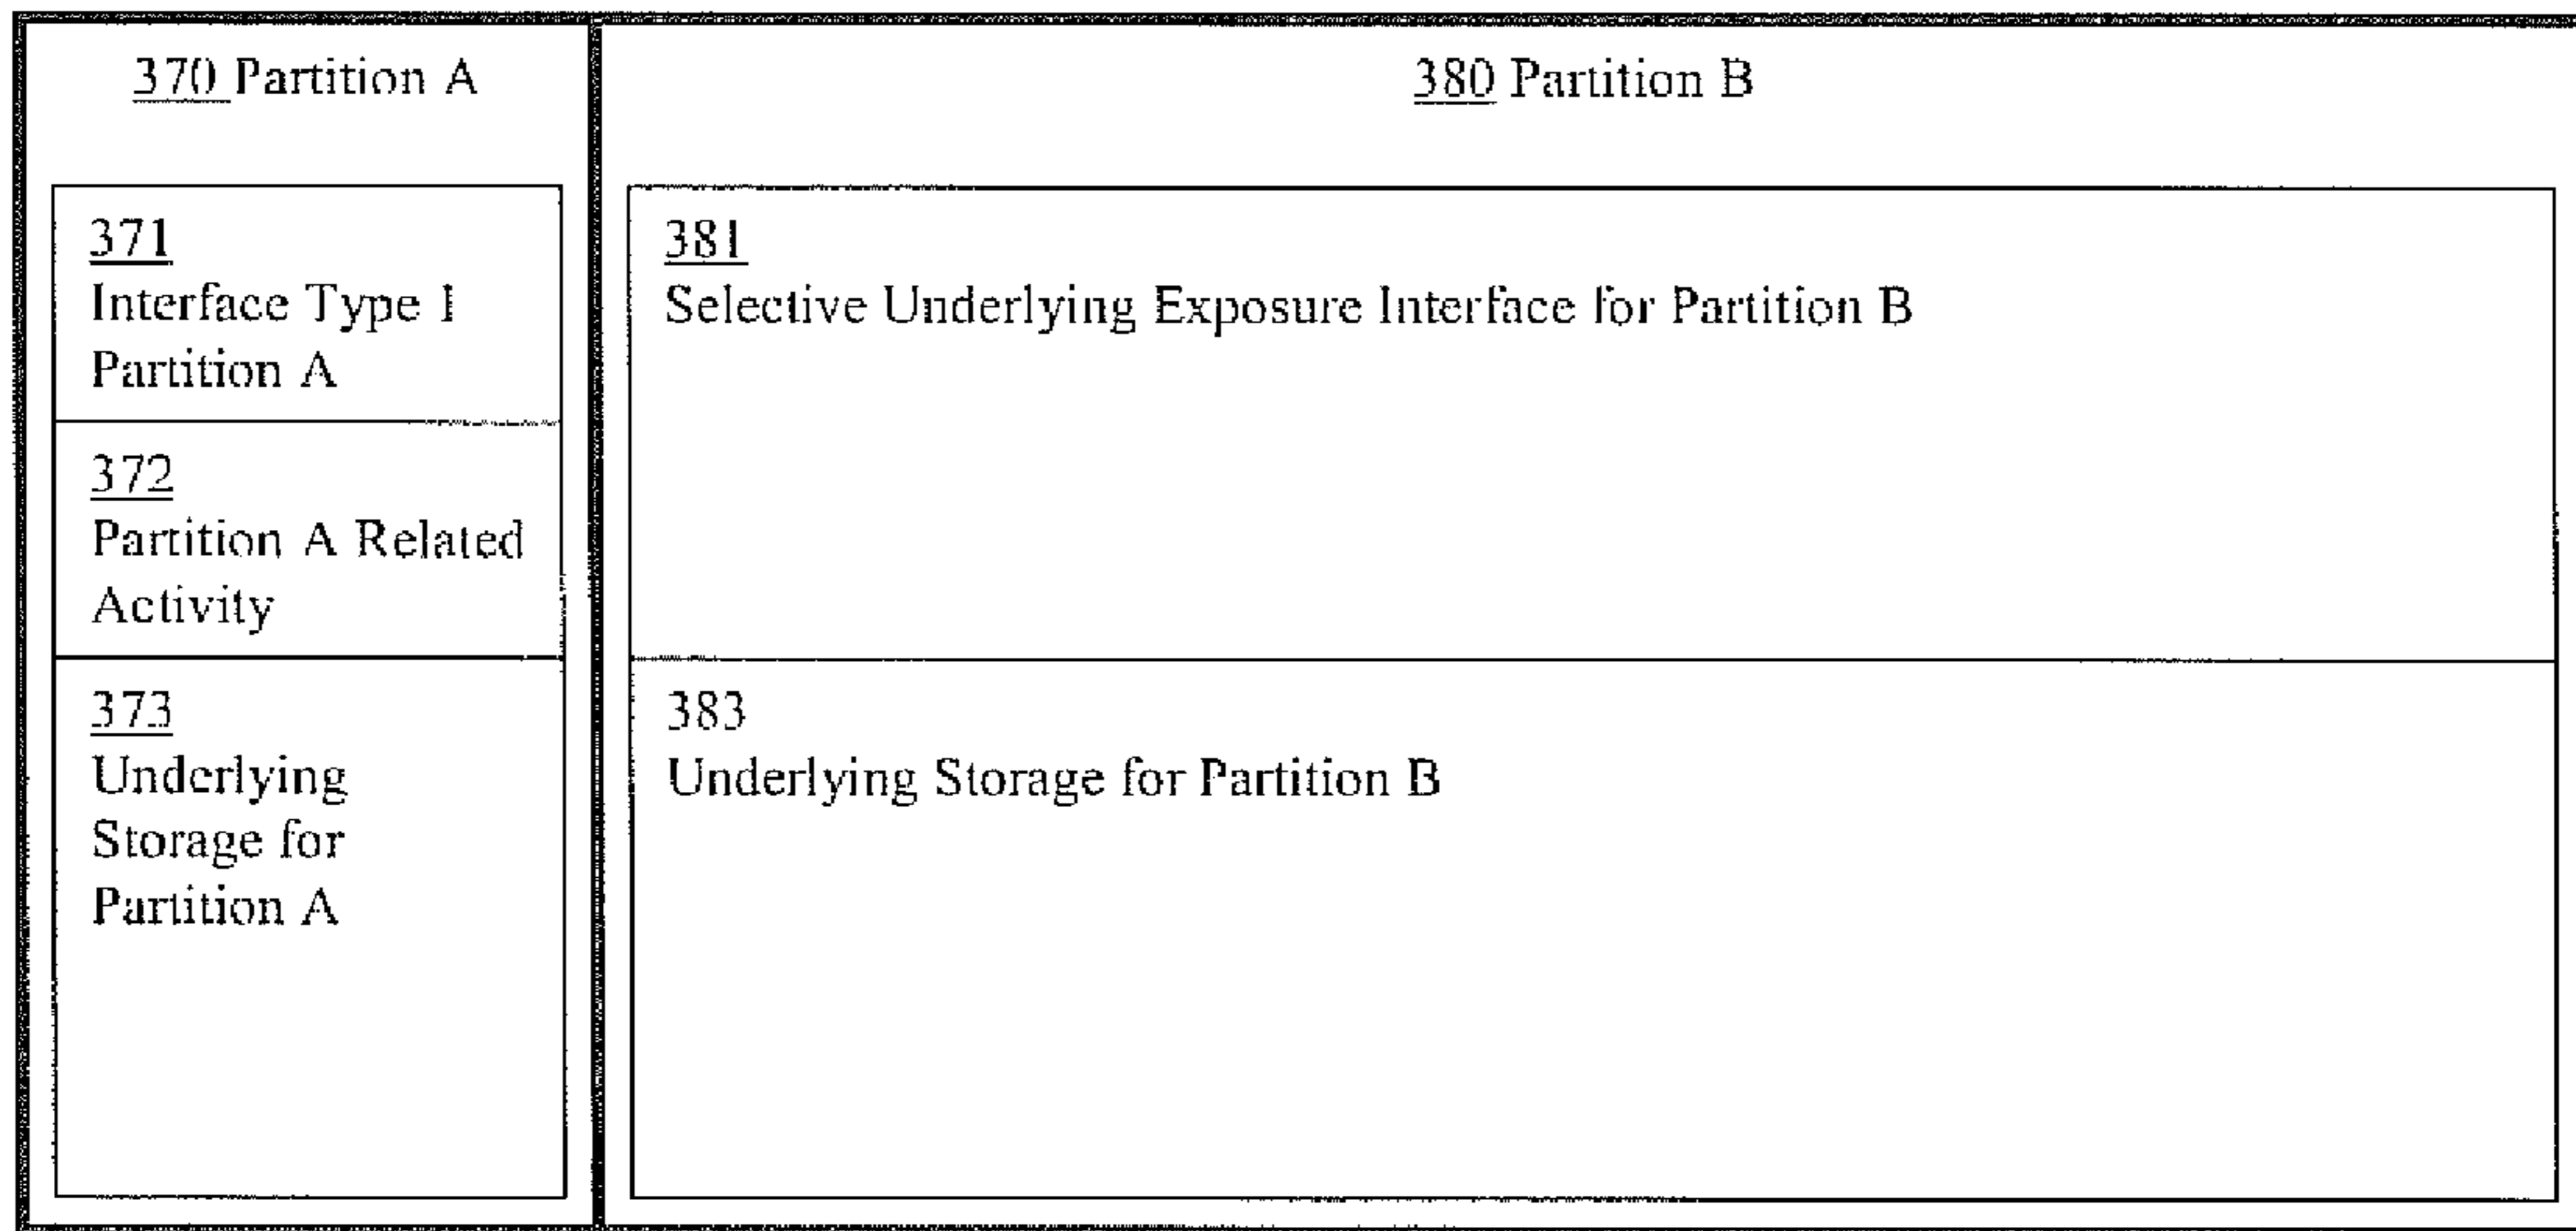 370 Partition A
380 Partition B
371
Interface Type 1
Partition A
372
Partition A Related
Activity
373
Underlying
Storage for
Partition A
381
Selective Underlying Exposure Interface for Partition B
383
Underlying Storage for Partition B